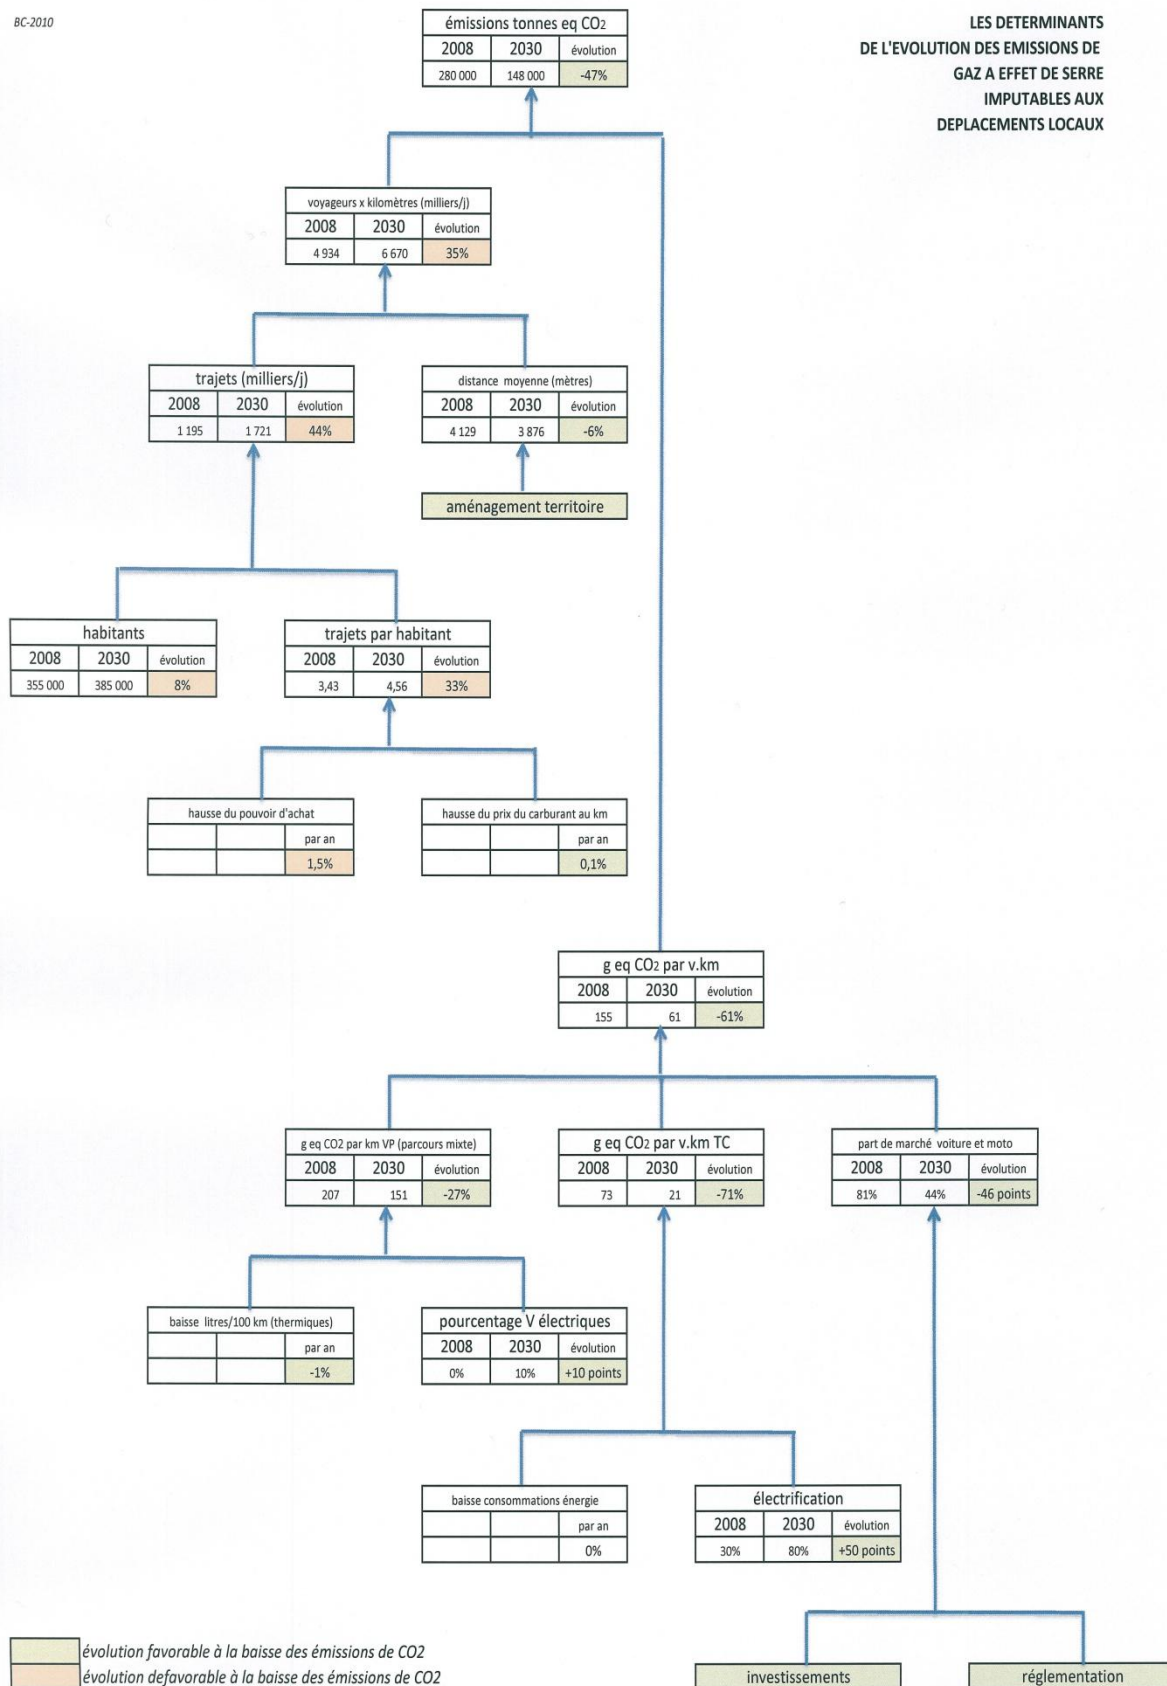 BC-2010
LES DETERMINANTS
DE L'EVOLUTION DES EMISSIONS DE
GAZ A EFFET DE SERRE
IMPUTABLES AUX
DEPLACEMENTS LOCAUX
émissions tonnes eq CO2
2008 2030 évolution
280 000 148 000 -47%
voyageurs x kilomètres (milliers/j)
2008 2030 évolution
4 934 6 670 35%
trajets (milliers/j)
2008 2030 évolution
1 195 1 721 44%
distance moyenne (mètres)
2008 2030 évolution
4 129 3 876 -6%
aménagement territoire
habitants
2008 2030 évolution
355 000 385 000 8%
trajets par habitant
2008 2030 évolution
3,43 4,56 33%
hausse du pouvoir d'achat
par an
1,5%
hausse du prix du carburant au km
par an
0,1%
g eq CO2 par v.km
2008 2030 évolution
155 61 -61%
g eq CO2 par km VP (parcours mixte)
2008 2030 évolution
207 151 -27%
g eq CO2 par v.km TC
2008 2030 évolution
73 21 -71%
part de marché voiture et moto
2008 2030 évolution
81% 44% -46 points
baisse litres/100 km (thermiques)
par an
-1%
pourcentage V électriques
2008 2030 évolution
0% 10% +10 points
baisse consommations énergie
par an
0%
électrification
2008 2030 évolution
30% 80% +50 points
investissements
réglementation
évolution favorable à la baisse des émissions de CO2
évolution defavorable à la baisse des émissions de CO2